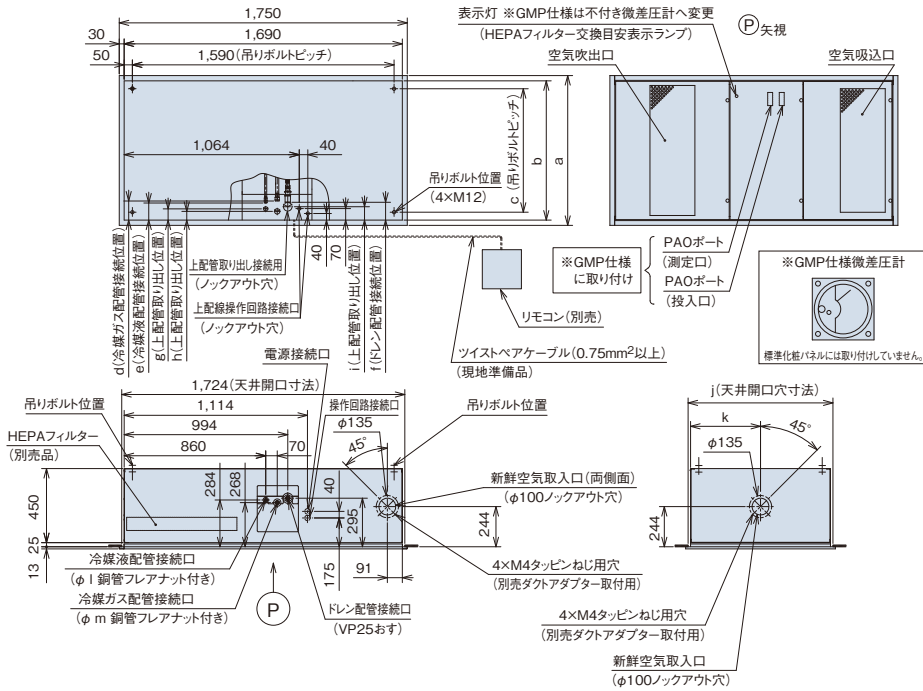 1,750
30
1,690
50
1,590(吊りボルトピッチ)
1,064
40
c(吊りボルトピッチ)
b
a
吊りボルト位置
(4×M12)
40
70
d(冷媒ガス配管接続位置)
e(冷媒液配管接続位置)
g(上配管取り出し位置)
h(上配管取り出し位置)
上配管取り出し接続用
(ノックアウト穴)
上配線操作回路接続口
(ノックアウト穴)
i(上配管取り出し位置)
f(ドレン配管接続位置)
表示灯 ※GMP仕様は不付き微差圧計へ変更
(HEPAフィルター交換目安表示ランプ)
P矢視
空気吹出口
空気吸込口
※GMP仕様
に取り付け
PAOポート
(測定口)
PAOポート
(投入口)
※GMP仕様微差圧計
標準化粧パネルには取り付けしていません。
リモコン(別売)
ツイストペアケーブル(0.75mm²以上)
(現地準備品)
電源接続口
1,724(天井開口寸法)
吊りボルト位置
1,114
操作回路接続口
吊りボルト位置
994
φ135
HEPAフィルター
(別売品)
860
70
45°
284
268
40
295
450
25
13
175
91
244
新鮮空気取入口(両側面)
(φ100ノックアウト穴)
冷媒液配管接続口
(φ l 銅管フレアナット付き)
冷媒ガス配管接続口
(φ m 銅管フレアナット付き)
P
ドレン配管接続口
(VP25おす)
4×M4タッピンねじ用穴
(別売ダクトアダプター取付用)
j(天井開口穴寸法)
k
φ135
45°
244
4×M4タッピンねじ用穴
(別売ダクトアダプター取付用)
新鮮空気取入口
(φ100ノックアウト穴)